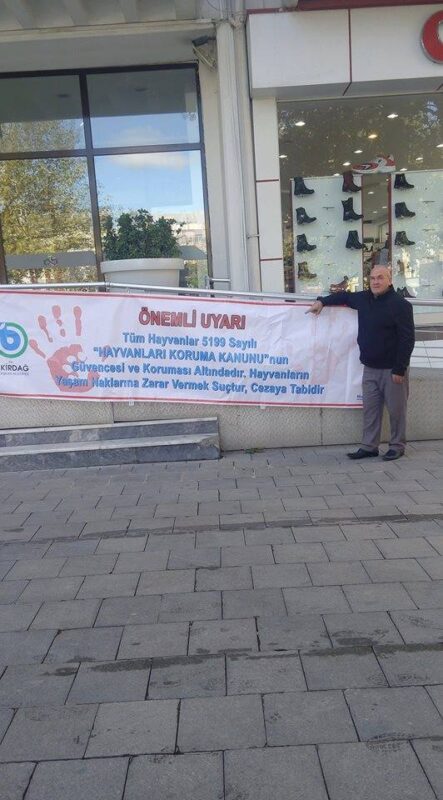 ÖNEMLİ UYARI
Tüm Hayvanlar 5199 Sayılı
"HAYVANLARI KORUMA KANUNU"nun
Güvencesi ve Koruması Altındadır. Hayvanların
Yaşam Haklarına Zarar Vermek Suçtur, Cezaya Tabidir
KIRDAĞ